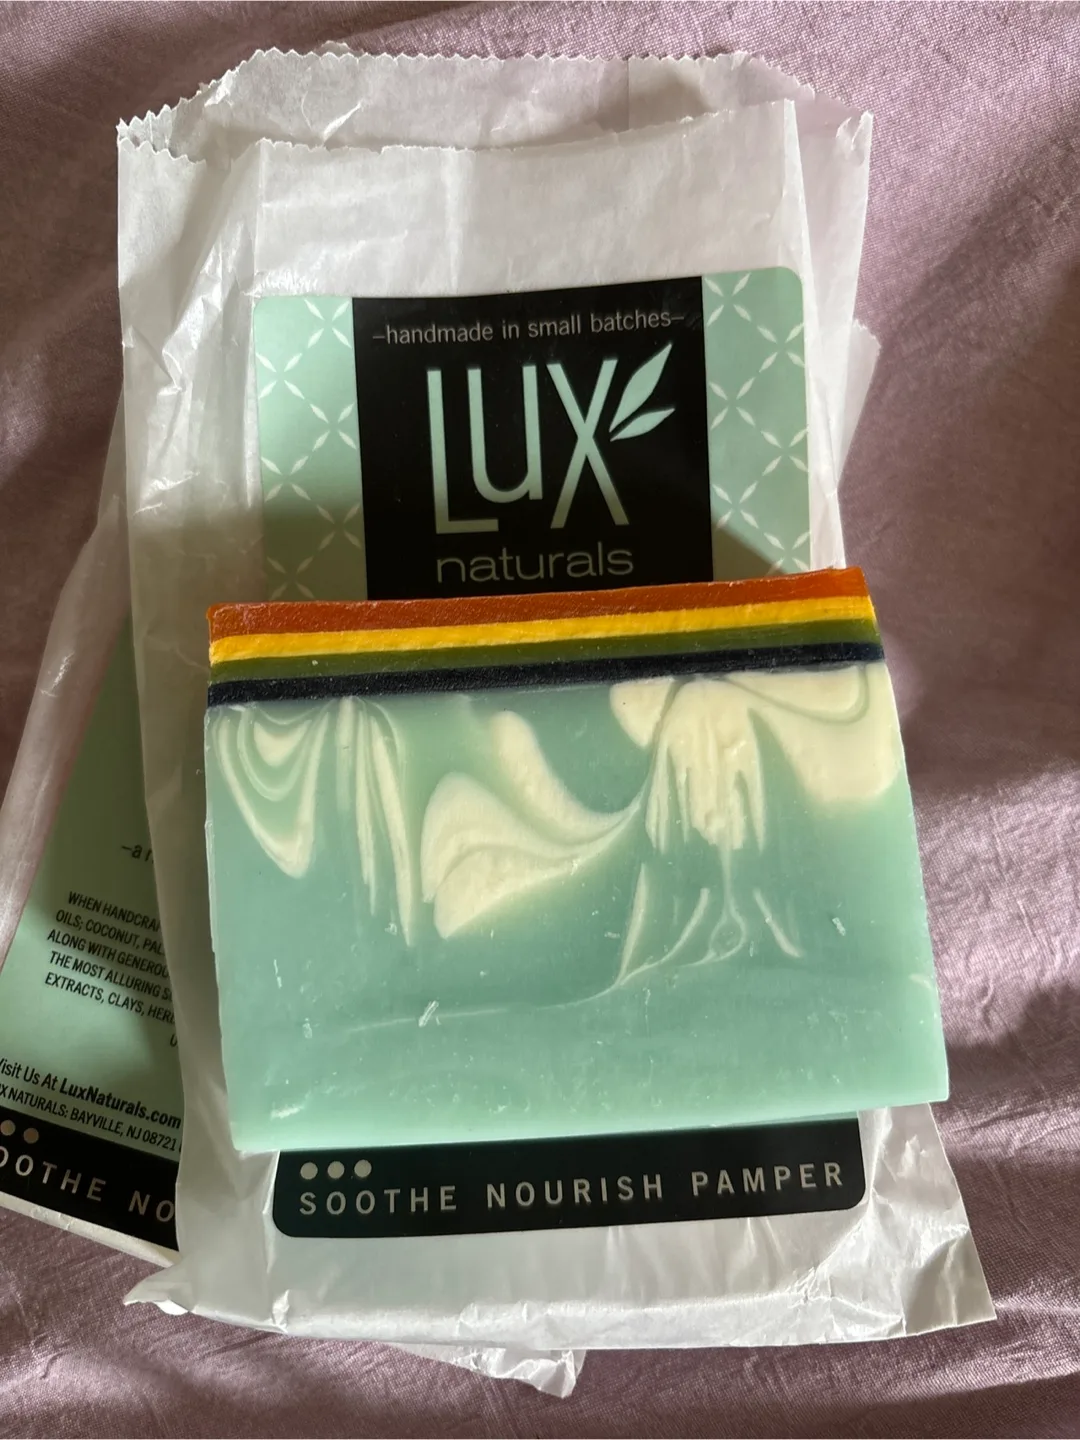 –handmade in small batches–
LUX
naturals
–a
WHEN HANDCRA
OILS; COCONUT, PAL
ALONG WITH GENEROU
THE MOST ALLURING S
EXTRACTS, CLAYS, HER
U
Visit Us At LuxNaturals.com
X NATURALS: BAYVILLE, NJ 08721
OOTHE NO
SOOTHE NOURISH PAMPER